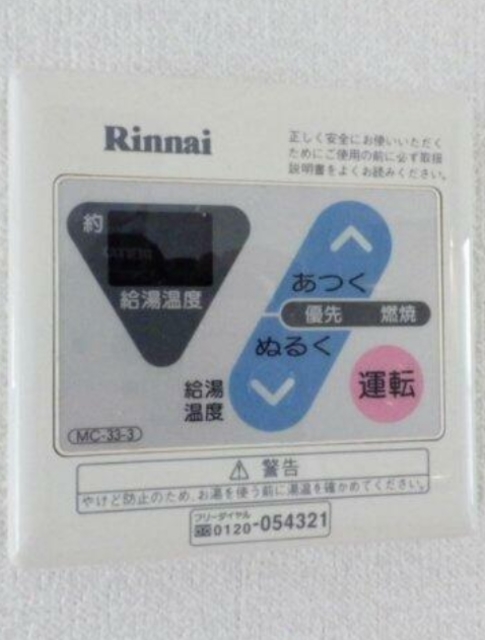 Rinnai
正しく安全にお使いいただく
ためにご使用の前に必ず取扱
説明書をよくお読みください。
約
給湯温度
あつく
優先 燃焼
ぬるく
給湯
温度
運転
MC-33-3
⚠ 警告
やけど防止のため、お湯を使う前に湯温を確かめてください。
フリーダイヤル
0120-054321